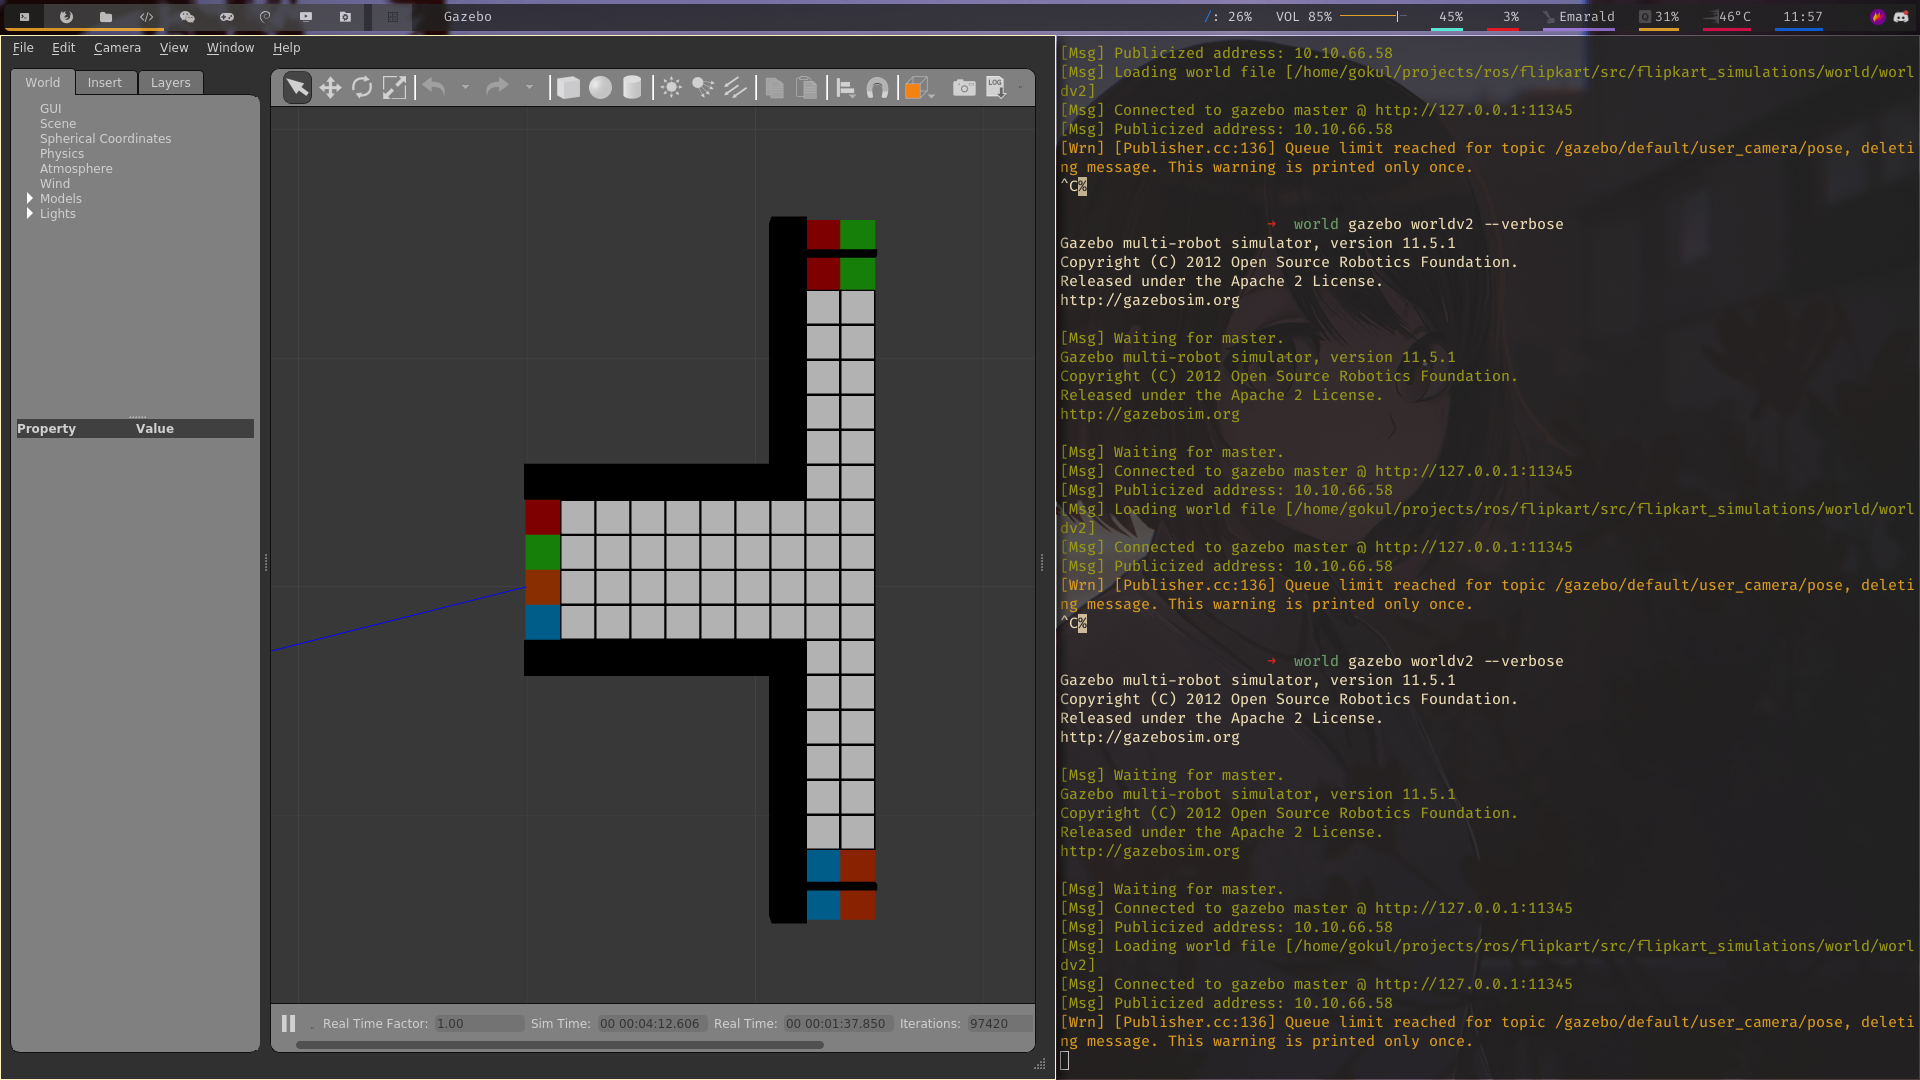 Gazebo
/: 26%
VOL 85%
45%
3%
Emarald
31%
46°C
11:57
File Edit Camera View Window Help
World Insert Layers
GUI
Scene
Spherical Coordinates
Physics
Atmosphere
Wind
Models
Lights
Property Value
LOG
Real Time Factor: 1.00 Sim Time: 00 00:04:12.606 Real Time: 00 00:01:37.850 Iterations: 97420
[Msg] Publicized address: 10.10.66.58
[Msg] Loading world file [/home/gokul/projects/ros/flipkart/src/flipkart_simulations/world/worl
dv2]
[Msg] Connected to gazebo master @ http://127.0.0.1:11345
[Msg] Publicized address: 10.10.66.58
[Wrn] [Publisher.cc:136] Queue limit reached for topic /gazebo/default/user_camera/pose, deleti
ng message. This warning is printed only once.
^C%
→ world gazebo worldv2 --verbose
Gazebo multi-robot simulator, version 11.5.1
Copyright (C) 2012 Open Source Robotics Foundation.
Released under the Apache 2 License.
http://gazebosim.org
[Msg] Waiting for master.
Gazebo multi-robot simulator, version 11.5.1
Copyright (C) 2012 Open Source Robotics Foundation.
Released under the Apache 2 License.
http://gazebosim.org
[Msg] Waiting for master.
[Msg] Connected to gazebo master @ http://127.0.0.1:11345
[Msg] Publicized address: 10.10.66.58
[Msg] Loading world file [/home/gokul/projects/ros/flipkart/src/flipkart_simulations/world/worl
dv2]
[Msg] Connected to gazebo master @ http://127.0.0.1:11345
[Msg] Publicized address: 10.10.66.58
[Wrn] [Publisher.cc:136] Queue limit reached for topic /gazebo/default/user_camera/pose, deleti
ng message. This warning is printed only once.
^C%
→ world gazebo worldv2 --verbose
Gazebo multi-robot simulator, version 11.5.1
Copyright (C) 2012 Open Source Robotics Foundation.
Released under the Apache 2 License.
http://gazebosim.org
[Msg] Waiting for master.
Gazebo multi-robot simulator, version 11.5.1
Copyright (C) 2012 Open Source Robotics Foundation.
Released under the Apache 2 License.
http://gazebosim.org
[Msg] Waiting for master.
[Msg] Connected to gazebo master @ http://127.0.0.1:11345
[Msg] Publicized address: 10.10.66.58
[Msg] Loading world file [/home/gokul/projects/ros/flipkart/src/flipkart_simulations/world/worl
dv2]
[Msg] Connected to gazebo master @ http://127.0.0.1:11345
[Msg] Publicized address: 10.10.66.58
[Wrn] [Publisher.cc:136] Queue limit reached for topic /gazebo/default/user_camera/pose, deleti
ng message. This warning is printed only once.